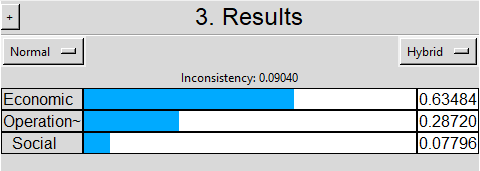 +
3. Results
Normal Hybrid
Inconsistency: 0.09040
Economic 0.63484
Operation~ 0.28720
Social 0.07796